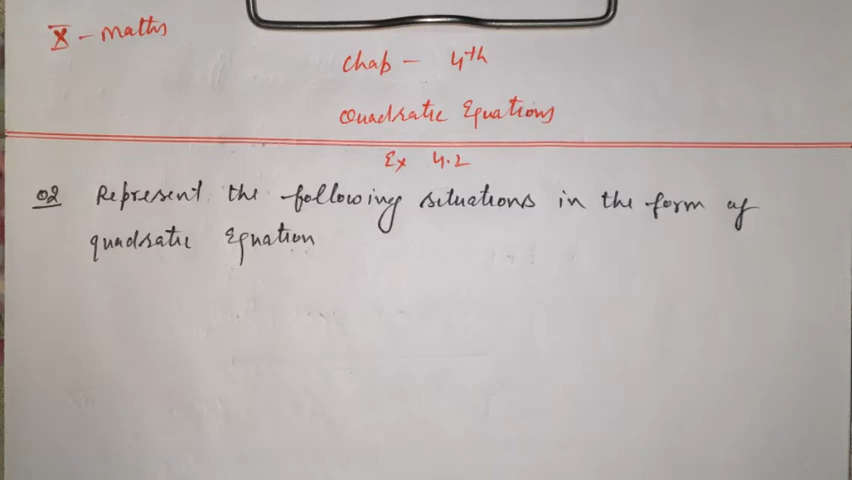 X - Maths
Chap - 4th
Quadratic Equations
Ex 4.2
Q2 Represent the following situations in the form of
quadratic Equation